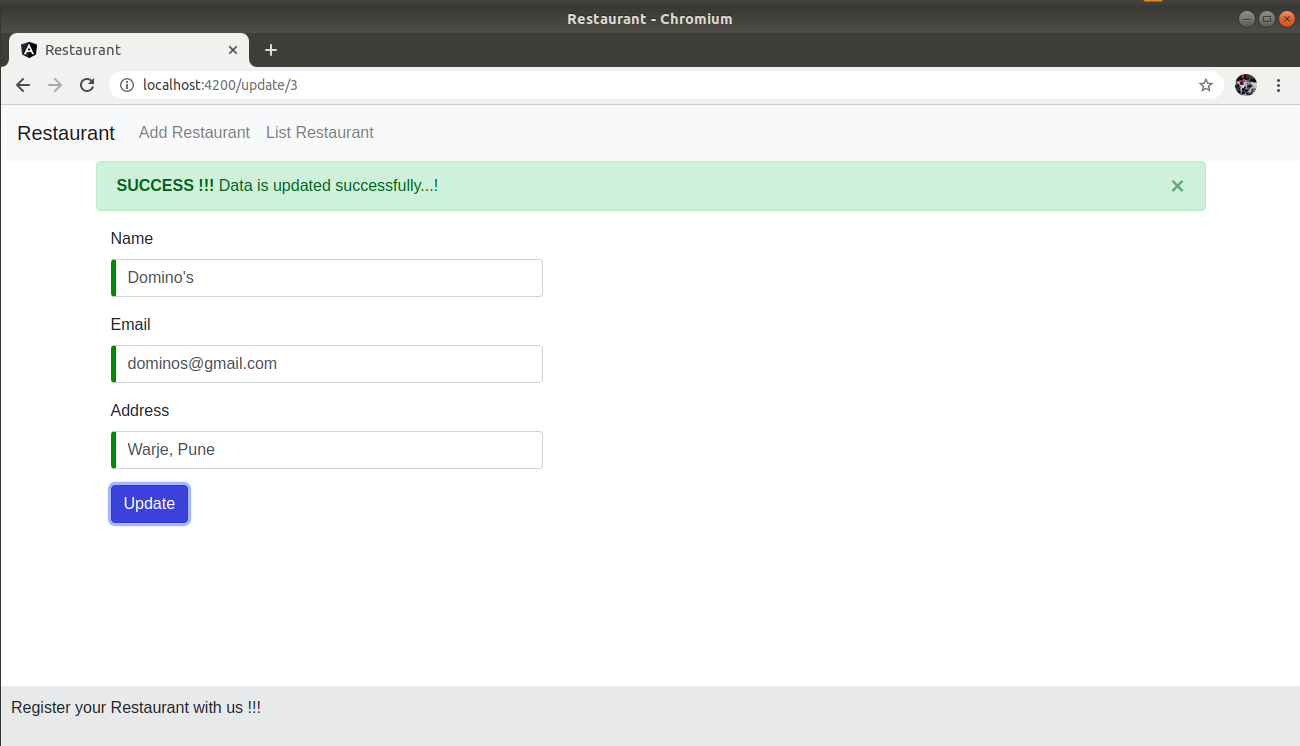 Restaurant - Chromium
Restaurant
localhost:4200/update/3
Restaurant Add Restaurant List Restaurant
SUCCESS !!! Data is updated successfully...!
Name
Domino's
Email
dominos@gmail.com
Address
Warje, Pune
Update
Register your Restaurant with us !!!